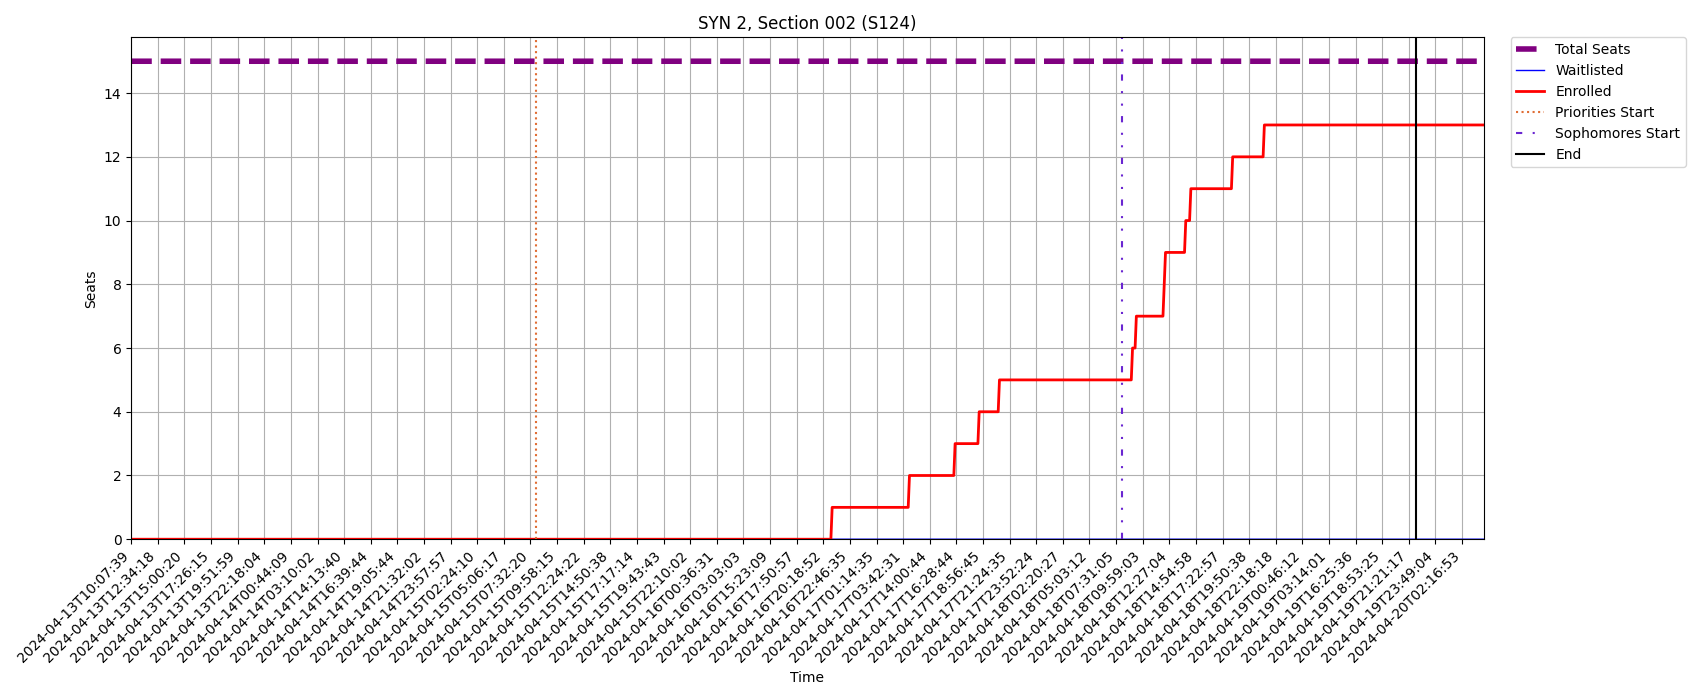 SYN 2, Section 002 (S124)
Total Seats
Waitlisted
Enrolled
Priorities Start
Sophomores Start
End
Seats
14
12
10
8
6
4
2
0
2024-04-13T10:07:39
2024-04-13T12:34:18
2024-04-13T15:00:20
2024-04-13T17:26:15
2024-04-13T19:51:59
2024-04-13T22:18:04
2024-04-14T00:44:09
2024-04-14T03:10:02
2024-04-14T14:13:40
2024-04-14T16:39:44
2024-04-14T19:05:44
2024-04-14T21:32:02
2024-04-14T23:57:57
2024-04-15T02:24:10
2024-04-15T05:06:17
2024-04-15T07:32:20
2024-04-15T09:58:15
2024-04-15T12:24:22
2024-04-15T14:50:38
2024-04-15T17:17:14
2024-04-15T19:43:43
2024-04-15T22:10:02
2024-04-16T00:36:31
2024-04-16T03:03:03
2024-04-16T15:23:09
2024-04-16T17:50:57
2024-04-16T20:18:52
2024-04-16T22:46:35
2024-04-17T01:14:35
2024-04-17T03:42:31
2024-04-17T14:00:44
2024-04-17T16:28:44
2024-04-17T18:56:45
2024-04-17T21:24:35
2024-04-17T23:52:24
2024-04-18T02:20:27
2024-04-18T05:03:12
2024-04-18T07:31:05
2024-04-18T09:59:03
2024-04-18T12:27:04
2024-04-18T14:54:58
2024-04-18T17:22:57
2024-04-18T19:50:38
2024-04-18T22:18:18
2024-04-19T00:46:12
2024-04-19T03:14:01
2024-04-19T16:25:36
2024-04-19T18:53:25
2024-04-19T21:21:17
2024-04-19T23:49:04
2024-04-20T02:16:53
Time